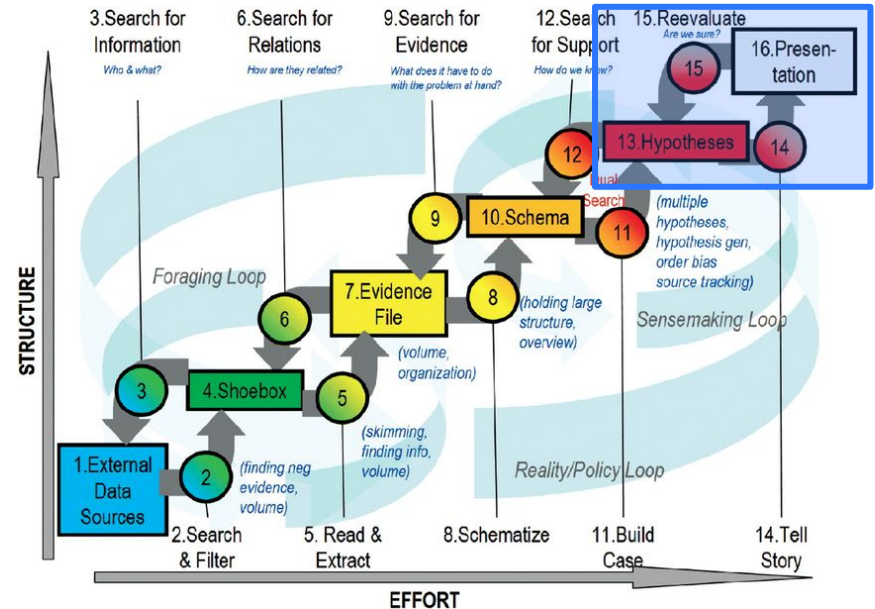 3.Search for
Information
Who & what?
6.Search for
Relations
How are they related?
9.Search for
Evidence
What does it have to do
with the problem at hand?
12.Search
for Support
How do we know?
15.Reevaluate
Are we sure?
15
16.Presen-
tation
12
13.Hypotheses
14
Dual
Search
9
10.Schema
11
(multiple
hypotheses,
hypothesis gen,
order bias
source tracking)
Foraging Loop
7.Evidence
File
6
8
(holding large
structure,
overview)
Sensemaking Loop
STRUCTURE
(volume,
organization)
3
4.Shoebox
5
(skimming,
finding info,
volume)
1.External
Data
Sources
2
(finding neg
evidence,
volume)
Reality/Policy Loop
2.Search
& Filter
5. Read &
Extract
8.Schematize
11.Build
Case
14.Tell
Story
EFFORT